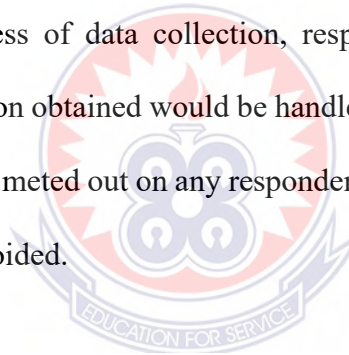 ess of data collection, resp
on obtained would be handle
meted out on any responden
oided.
EDUCATION FOR SERVICE